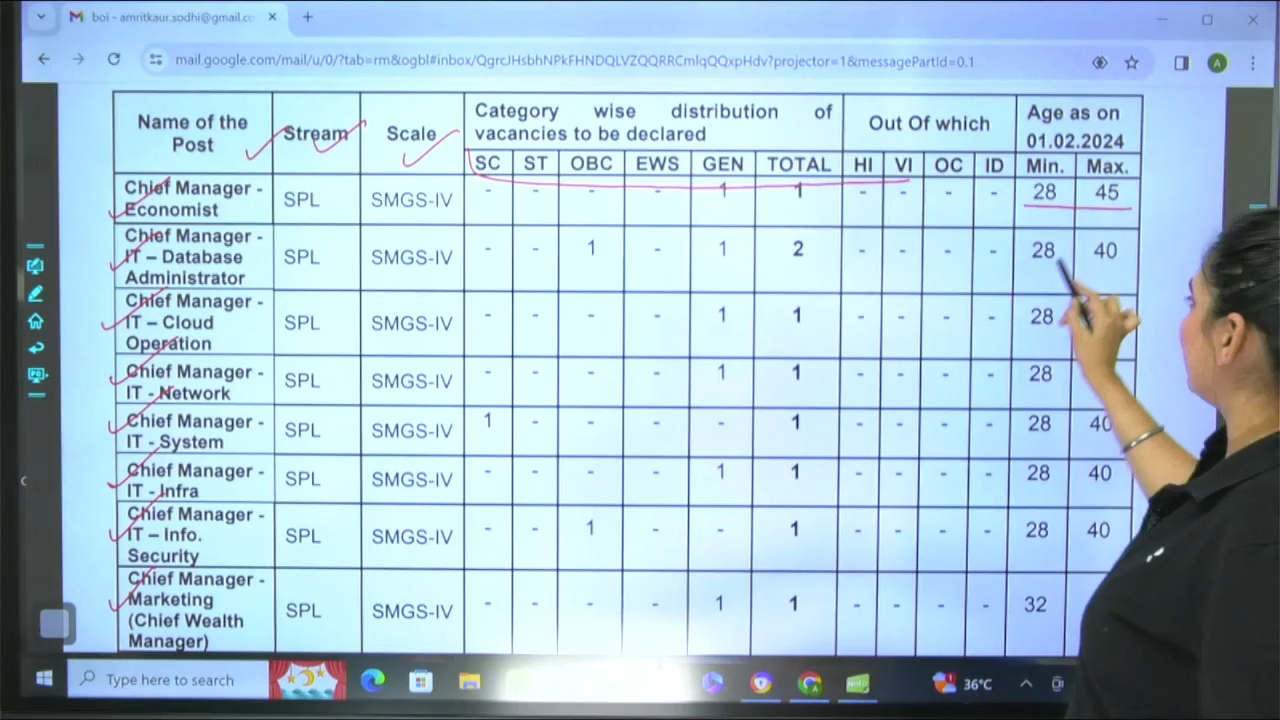 boi - amritkaur.sodhi@gmail.co
mail.google.com/mail/u/0/?tab=rm&ogbl#inbox/QgrcJHsbhNPkFHNDQLVZQQRRCmlqQQxpHdv?projector=1&messagePartId=0.1
A
Name of the Post Stream Scale Category wise distribution of vacancies to be declared Out Of which Age as on 01.02.2024
SC ST OBC EWS GEN TOTAL HI VI OC ID Min. Max.
Chief Manager - Economist SPL SMGS-IV - - - - 1 1 - - - - 28 45
Chief Manager - IT – Database Administrator SPL SMGS-IV - - 1 - 1 2 - - - - 28 40
Chief Manager - IT – Cloud Operation SPL SMGS-IV - - - - 1 1 - - - - 28
Chief Manager - IT - Network SPL SMGS-IV - - - - 1 1 - - - - 28
Chief Manager - IT - System SPL SMGS-IV 1 - - - - 1 - - - - 28 40
Chief Manager - IT - Infra SPL SMGS-IV - - - - 1 1 - - - - 28 40
Chief Manager - IT – Info. Security SPL SMGS-IV - - 1 - - 1 - - - - 28 40
Chief Manager - Marketing (Chief Wealth Manager) SPL SMGS-IV - - - - 1 1 - - - - 32
Type here to search
36°C